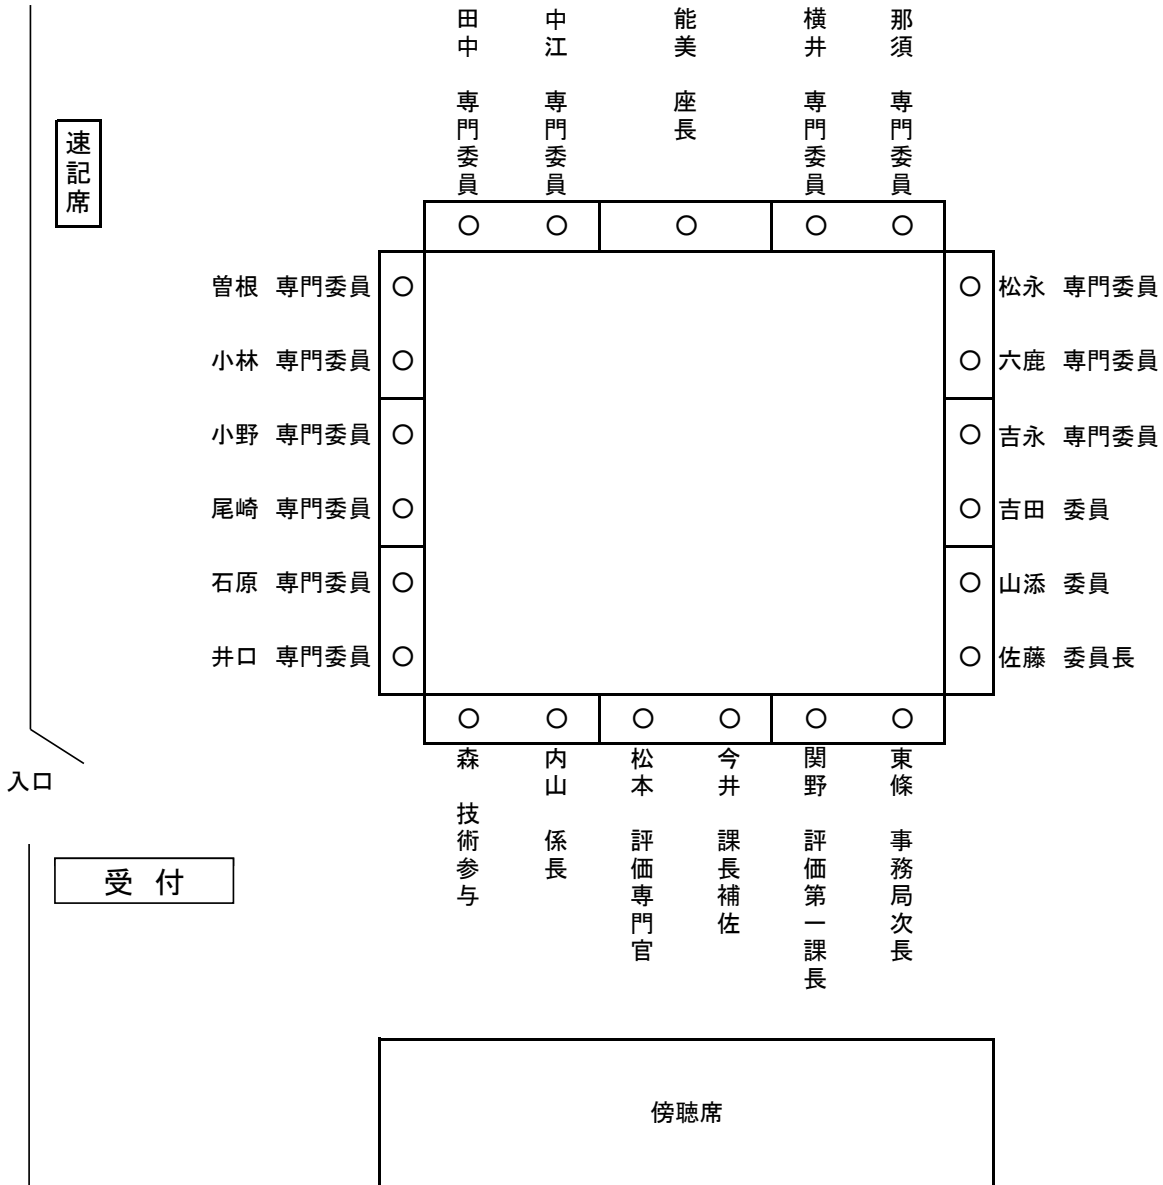 田中 専門委員
中江 専門委員
能美 座長
横井 専門委員
那須 専門委員
速記席
曽根 専門委員
小林 専門委員
小野 専門委員
尾崎 専門委員
石原 専門委員
井口 専門委員
松永 専門委員
六鹿 専門委員
吉永 専門委員
吉田 委員
山添 委員
佐藤 委員長
森 技術参与
内山 係長
松本 評価専門官
今井 課長補佐
関野 評価第一課長
東條 事務局次長
入口
受 付
傍聴席